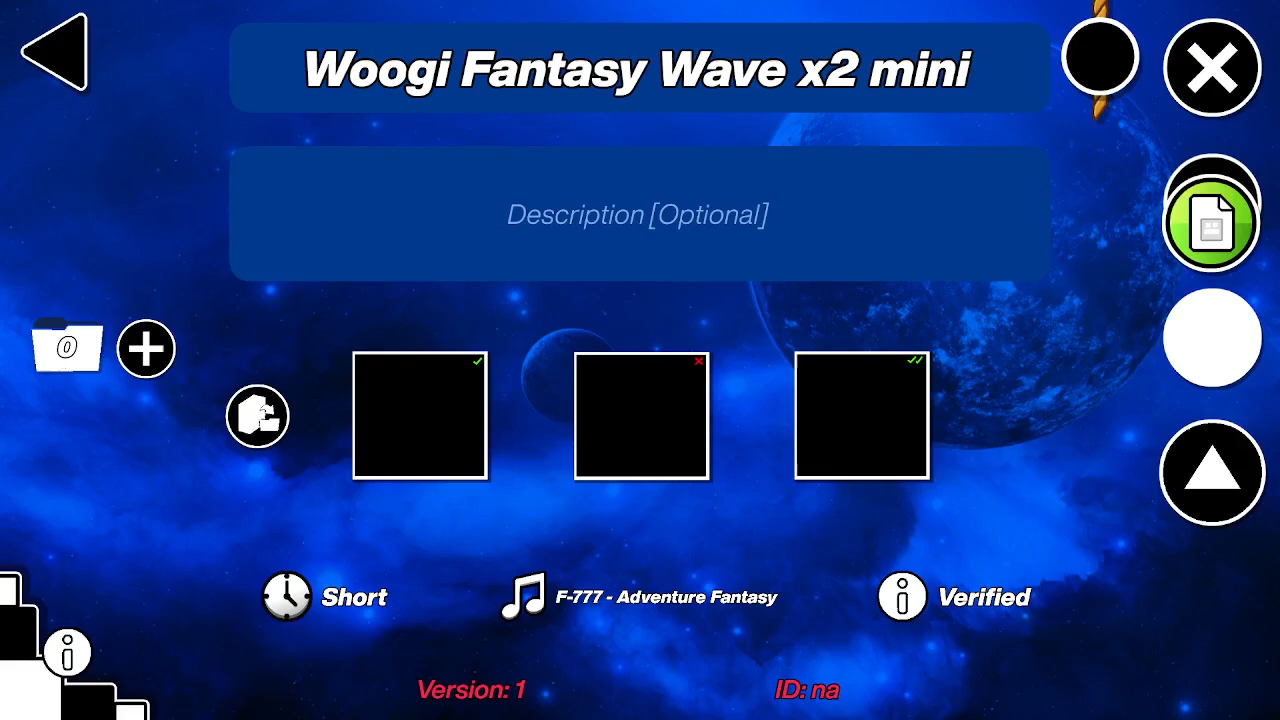 Woogi Fantasy Wave x2 mini
Description [Optional]
0
Short
F-777 - Adventure Fantasy
Verified
Version: 1
ID: na